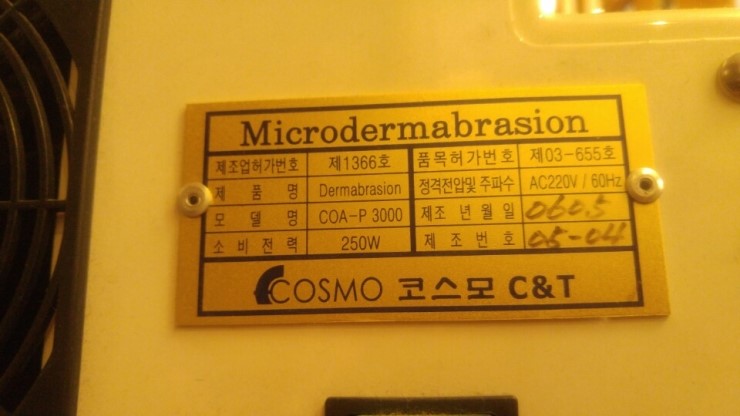 Microdermabrasion
제조업허가번호 제1366호 품목허가번호 제03-655호
제품명 Dermabrasion 정격전압및 주파수 AC220V / 60Hz
모델명 COA-P 3000 제조년월일 0605
소비전력 250W 제조번호 05-04
COSMO 코스모 C&T